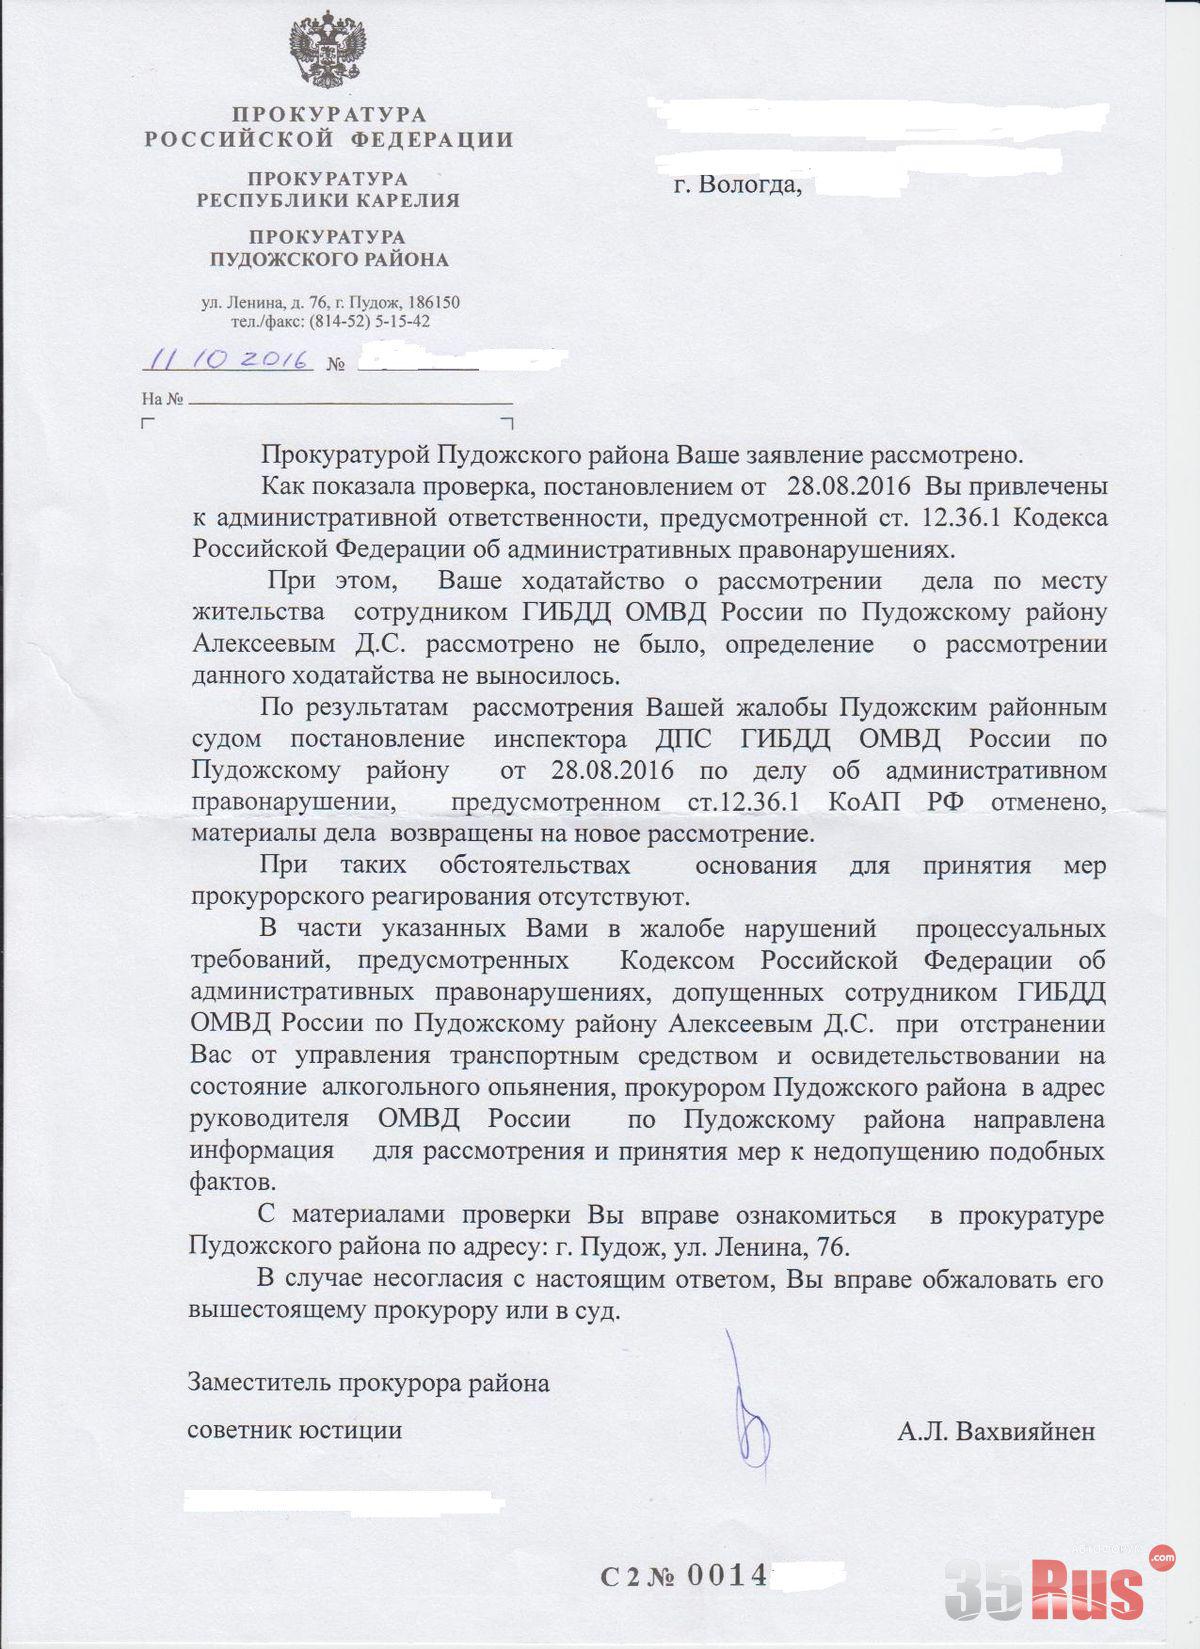 ПРОКУРАТУРА
РОССИЙСКОЙ ФЕДЕРАЦИИ
ПРОКУРАТУРА
РЕСПУБЛИКИ КАРЕЛИЯ
ПРОКУРАТУРА
ПУДОЖСКОГО РАЙОНА
ул. Ленина, д. 76, г. Пудож, 186150
тел./факс: (814-52) 5-15-42
11 10 2016 №
На №
г. Вологда,
Прокуратурой Пудожского района Ваше заявление рассмотрено.
Как показала проверка, постановлением от 28.08.2016 Вы привлечены
к административной ответственности, предусмотренной ст. 12.36.1 Кодекса
Российской Федерации об административных правонарушениях.
При этом, Ваше ходатайство о рассмотрении дела по месту
жительства сотрудником ГИБДД ОМВД России по Пудожскому району
Алексеевым Д.С. рассмотрено не было, определение о рассмотрении
данного ходатайства не выносилось.
По результатам рассмотрения Вашей жалобы Пудожским районным
судом постановление инспектора ДПС ГИБДД ОМВД России по
Пудожскому району от 28.08.2016 по делу об административном
правонарушении, предусмотренном ст.12.36.1 КоАП РФ отменено,
материалы дела возвращены на новое рассмотрение.
При таких обстоятельствах основания для принятия мер
прокурорского реагирования отсутствуют.
В части указанных Вами в жалобе нарушений процессуальных
требований, предусмотренных Кодексом Российской Федерации об
административных правонарушениях, допущенных сотрудником ГИБДД
ОМВД России по Пудожскому району Алексеевым Д.С. при отстранении
Вас от управления транспортным средством и освидетельствовании на
состояние алкогольного опьянения, прокурором Пудожского района в адрес
руководителя ОМВД России по Пудожскому района направлена
информация для рассмотрения и принятия мер к недопущению подобных
фактов.
С материалами проверки Вы вправе ознакомиться в прокуратуре
Пудожского района по адресу: г. Пудож, ул. Ленина, 76.
В случае несогласия с настоящим ответом, Вы вправе обжаловать его
вышестоящему прокурору или в суд.
Заместитель прокурора района
советник юстиции
А.Л. Вахвияйнен
С 2 № 0014
АВТОФОРУМ
35Rus.com